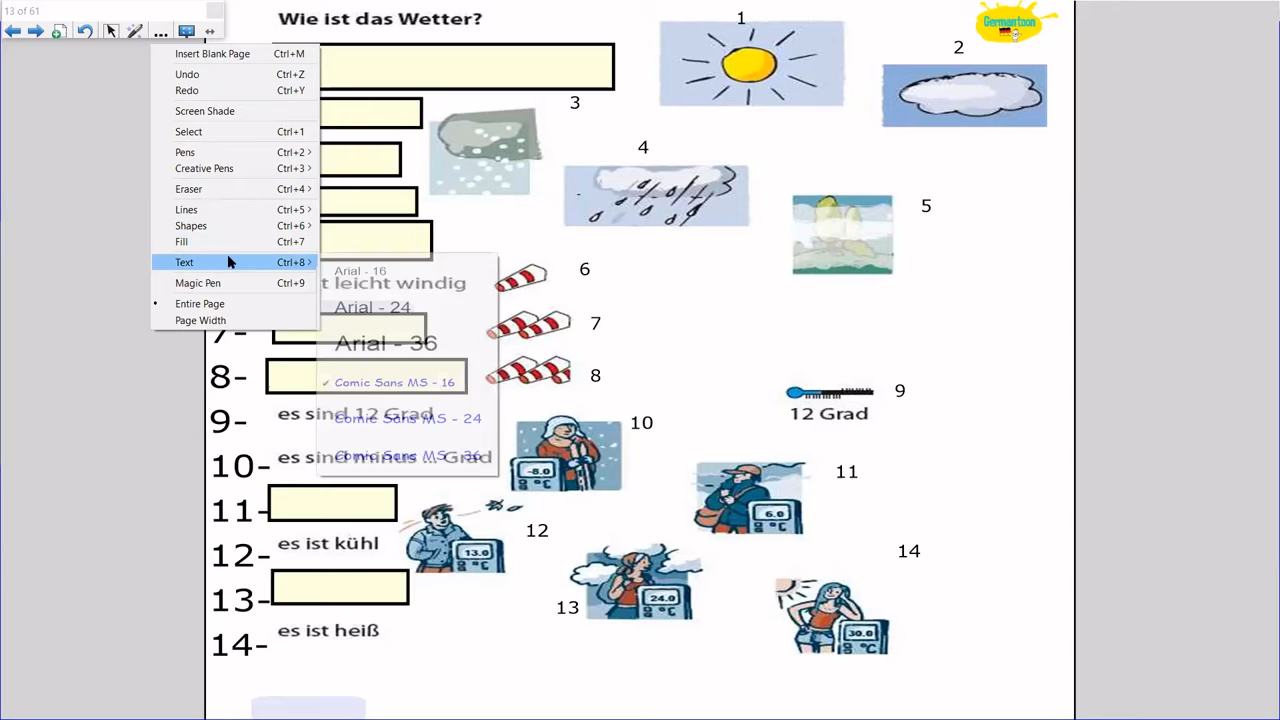 13 of 61
Wie ist das Wetter?
Germantoon
Insert Blank Page Ctrl+M
Undo Ctrl+Z
Redo Ctrl+Y
Screen Shade
Select Ctrl+1
Pens Ctrl+2
Creative Pens Ctrl+3
Eraser Ctrl+4
Lines Ctrl+5
Shapes Ctrl+6
Fill Ctrl+7
Text Ctrl+8
Magic Pen Ctrl+9
Entire Page
Page Width
Arial - 16
Arial - 24
Arial - 36
Comic Sans MS - 16
Comic Sans MS - 24
Comic Sans MS - 36
t leicht windig
7-
8-
9- es sind 12 Grad
10- es sind minus ... Grad
11-
12- es ist kühl
13-
14- es ist heiß
1
2
3
4
5
6
7
8
9
12 Grad
10
-8.0 °C
11
6.0 °C
12
13.0 °C
13
24.0 °C
14
30.0 °C